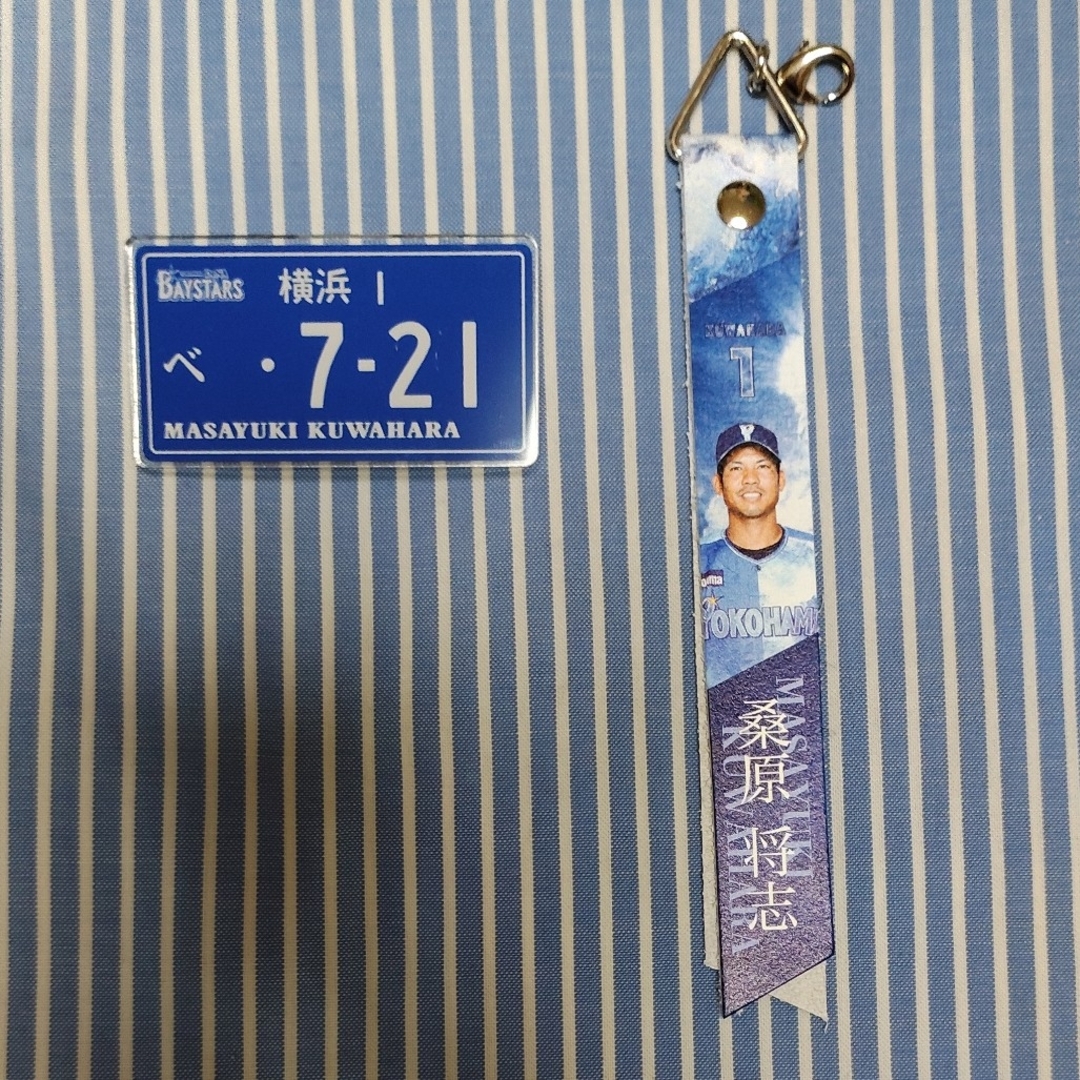 BAYSTARS
横浜 1
べ ・7-21
MASAYUKI KUWAHARA
KUWAHARA
1
YOKOHAMA
桑原 将志
MASAYUKI
KUWAHARA